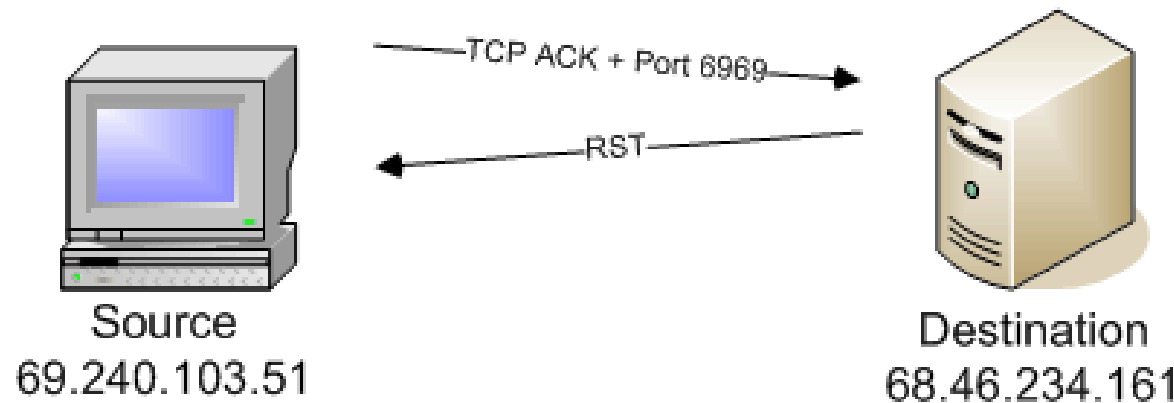 TCP ACK + Port 6969
RST
Source
69.240.103.51
Destination
68.46.234.161